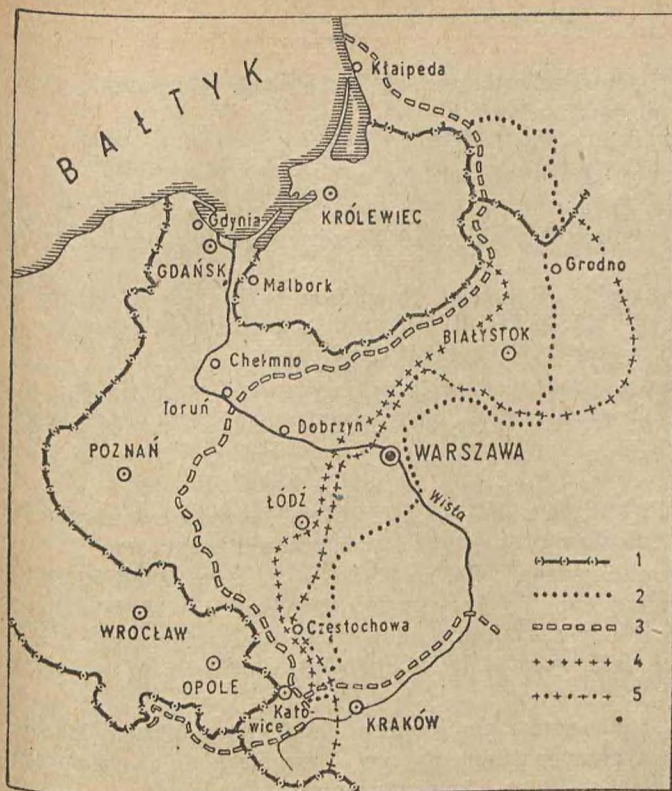 BAŁTYK
Kłaipeda
KRÓLEWIEC
Gdynia
GDAŃSK
Malbork
Grodno
BIAŁYSTOK
Chełmno
Toruń
Dobrzyń
WARSZAWA
POZNAŃ
ŁÓDŹ
Wisła
1
2
WROCŁAW
Częstochowa
3
OPOLE
4
Kato-
wice
KRAKÓW
5